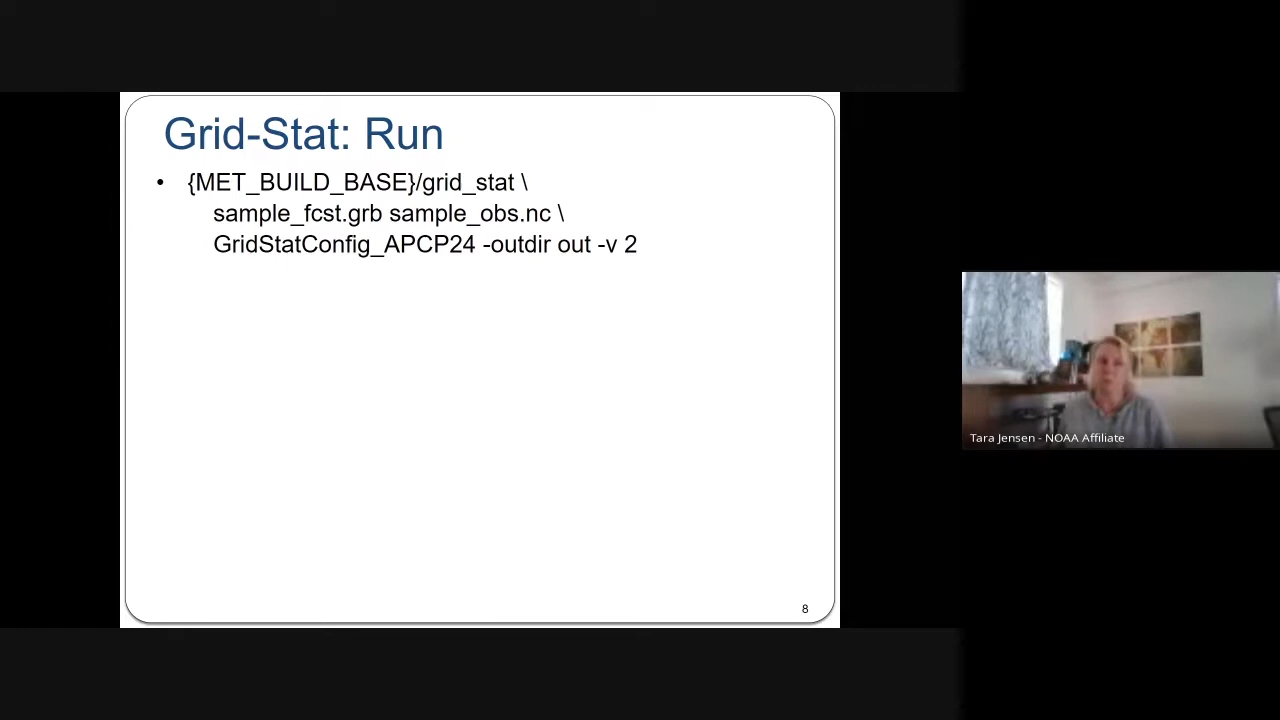 Grid-Stat: Run
• {MET_BUILD_BASE}/grid_stat \
sample_fcst.grb sample_obs.nc \
GridStatConfig_APCP24 -outdir out -v 2
8
Tara Jensen - NOAA Affiliate